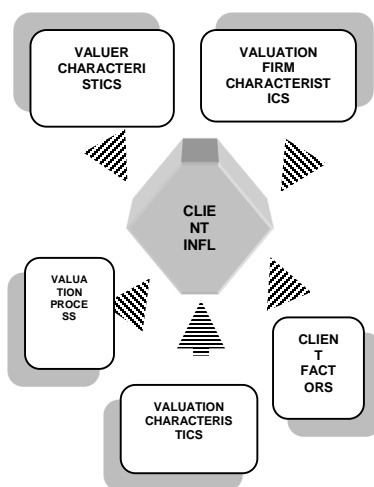 VALUER
CHARACTERI
STICS
VALUATION
FIRM
CHARACTERIST
ICS
CLIE
NT
INFL
VALUA
TION
PROCE
SS
CLIEN
T
FACT
ORS
VALUATION
CHARACTERIS
TICS